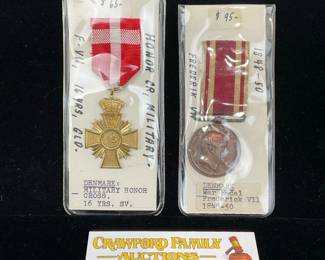 $ 65-
HONOR CR, MILITARY-
F-VII, 16 YRS, GLD.
DENMARK:
MILITARY HONOR
CROSS.
16 YRS. SV.
$ 95-
1848-50
FREDERIK VII
DENMARK
War Medal
Frederick VII
1848-50
CRAWFORD FAMILY
AUCTIONS